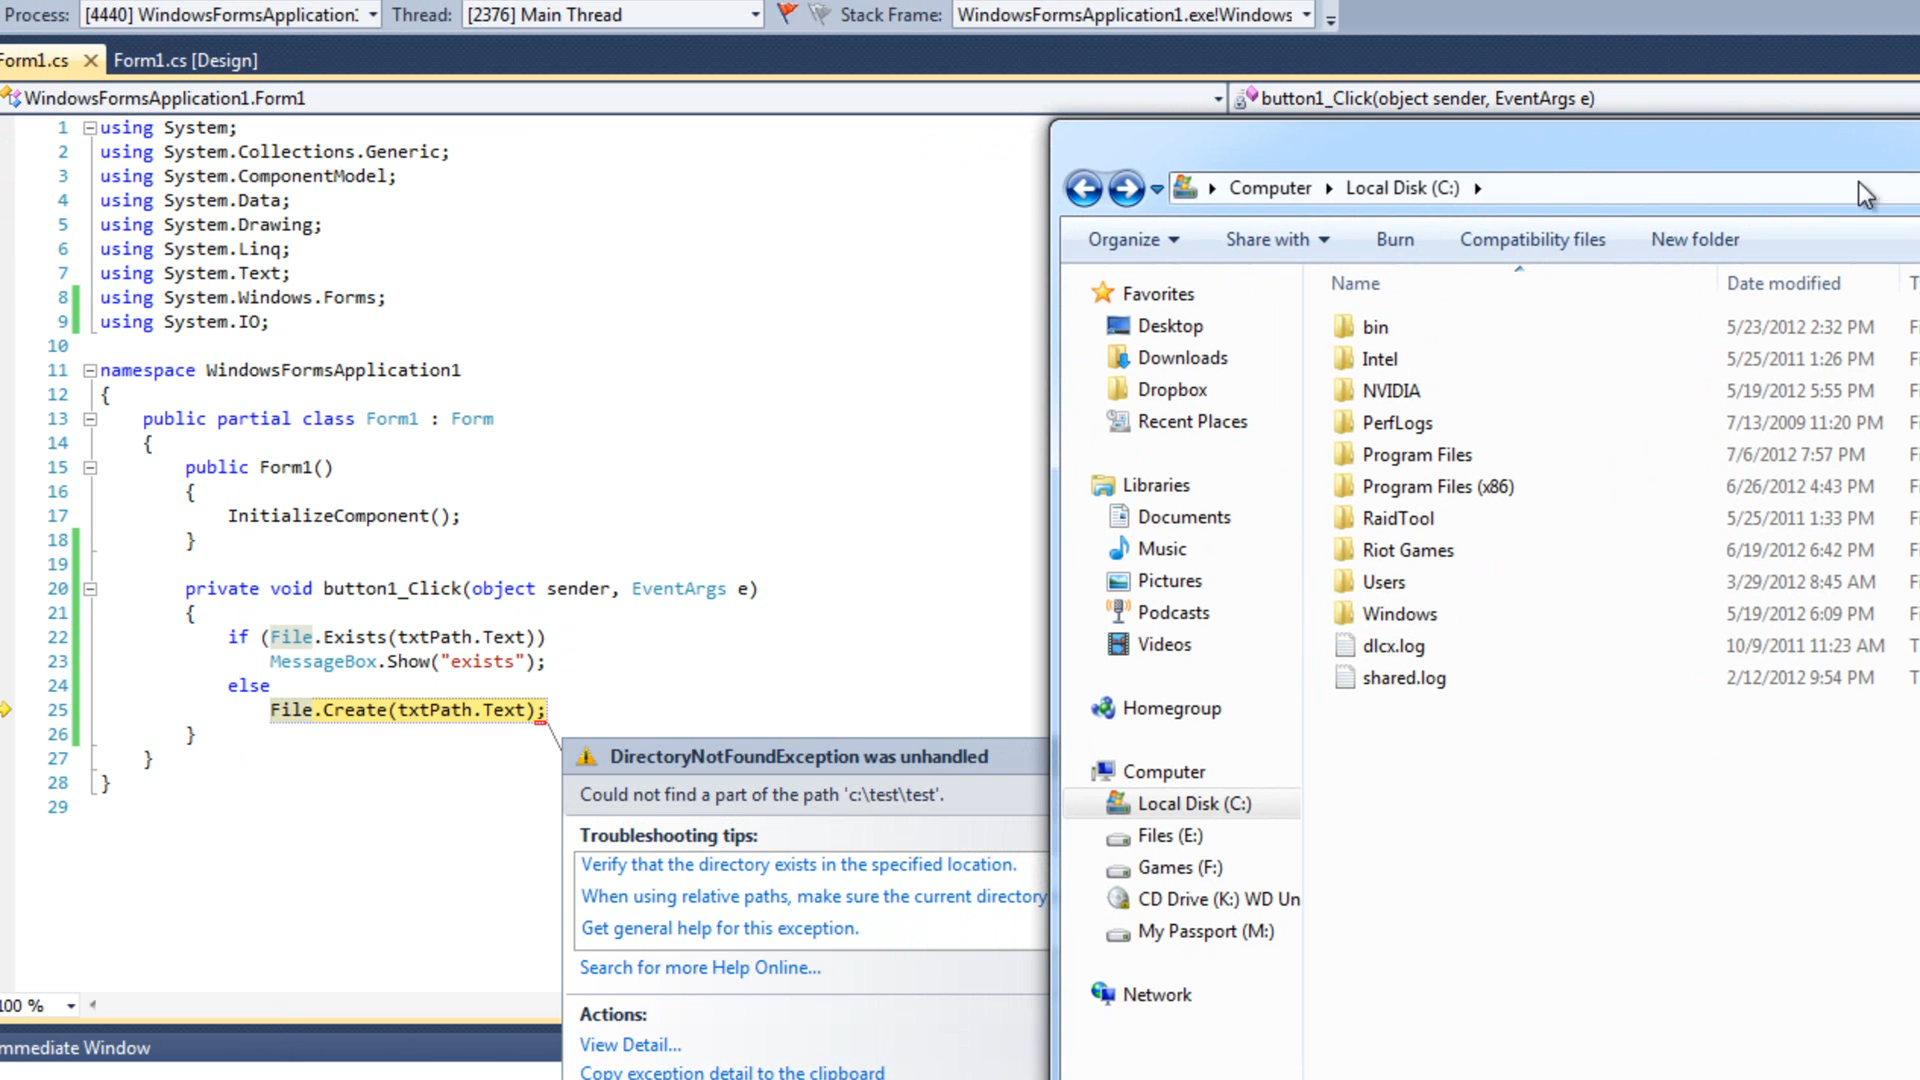 Process: [4440] WindowsFormsApplication: Thread: [2376] Main Thread Stack Frame: WindowsFormsApplication1.exe!Windows
Form1.cs Form1.cs [Design]
WindowsFormsApplication1.Form1 button1_Click(object sender, EventArgs e)
1 using System;
2 using System.Collections.Generic;
3 using System.ComponentModel;
4 using System.Data;
5 using System.Drawing;
6 using System.Linq;
7 using System.Text;
8 using System.Windows.Forms;
9 using System.IO;
10
11 namespace WindowsFormsApplication1
12 {
13 public partial class Form1 : Form
14 {
15 public Form1()
16 {
17 InitializeComponent();
18 }
19
20 private void button1_Click(object sender, EventArgs e)
21 {
22 if (File.Exists(txtPath.Text))
23 MessageBox.Show("exists");
24 else
25 File.Create(txtPath.Text);
26 }
27 }
28 }
29
DirectoryNotFoundException was unhandled
Could not find a part of the path 'c:\test\test'.
Troubleshooting tips:
Verify that the directory exists in the specified location.
When using relative paths, make sure the current directory
Get general help for this exception.
Search for more Help Online...
Actions:
View Detail...
Copy exception detail to the clipboard
100 %
mmediate Window
Computer Local Disk (C:)
Organize Share with Burn Compatibility files New folder
Favorites
Desktop
Downloads
Dropbox
Recent Places
Libraries
Documents
Music
Pictures
Podcasts
Videos
Homegroup
Computer
Local Disk (C:)
Files (E:)
Games (F:)
CD Drive (K:) WD Un
My Passport (M:)
Network
Name Date modified T
bin 5/23/2012 2:32 PM Fi
Intel 5/25/2011 1:26 PM Fi
NVIDIA 5/19/2012 5:55 PM Fi
PerfLogs 7/13/2009 11:20 PM Fi
Program Files 7/6/2012 7:57 PM Fi
Program Files (x86) 6/26/2012 4:43 PM Fi
RaidTool 5/25/2011 1:33 PM Fi
Riot Games 6/19/2012 6:42 PM Fi
Users 3/29/2012 8:45 AM Fi
Windows 5/19/2012 6:09 PM Fi
dlcx.log 10/9/2011 11:23 AM T
shared.log 2/12/2012 9:54 PM T